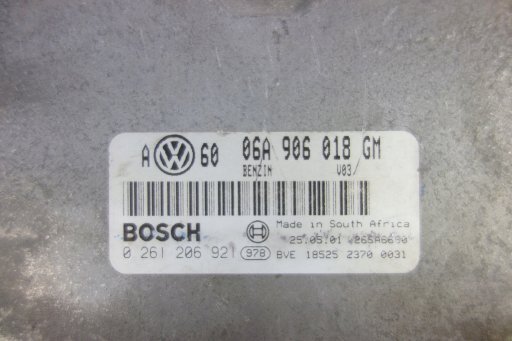 A VW 60 06A 906 018 GM
BENZIN V03/
BOSCH Made in South Africa
25.05.01
0 261 206 921 978 BVE 18525 2370 0031